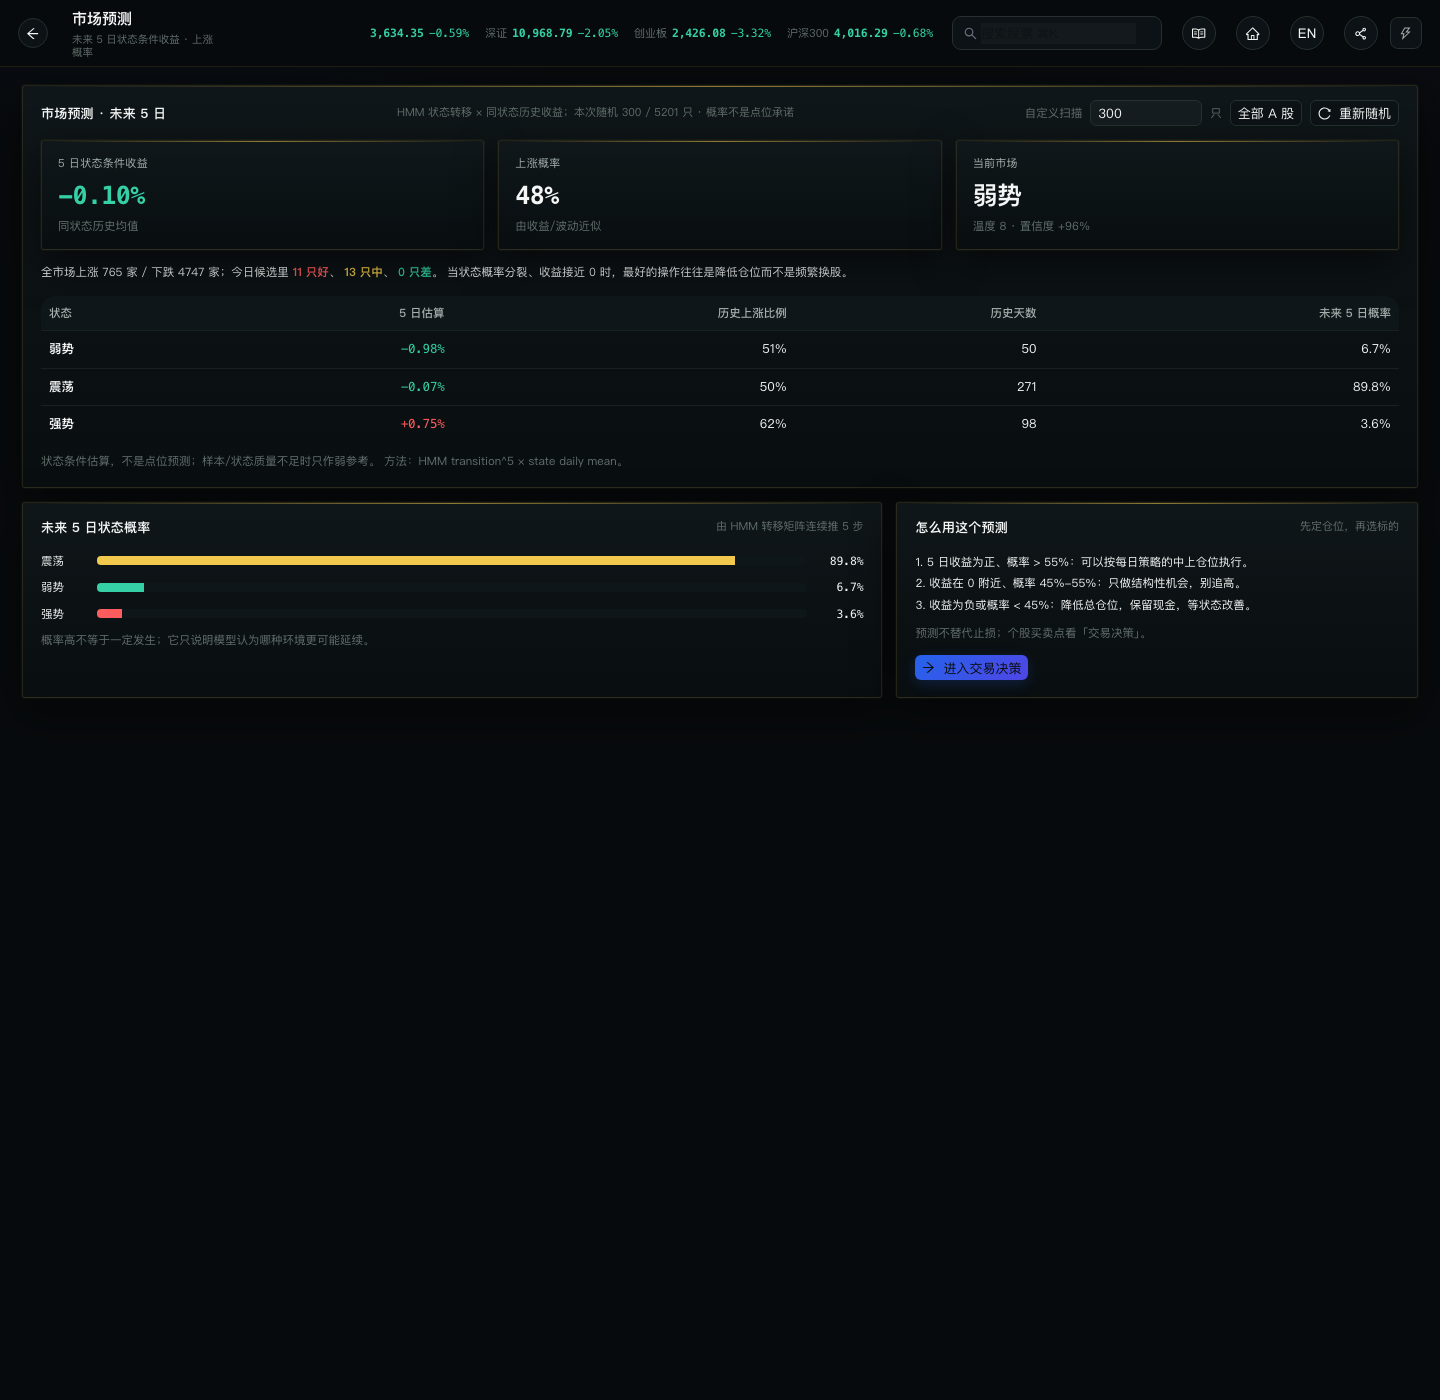 市场预测
未来 5 日状态条件收益 · 上涨
概率
3,634.35 −0.59% 深证 10,968.79 −2.05% 创业板 2,426.08 −3.32% 沪深300 4,016.29 −0.68%
EN
市场预测 · 未来 5 日
HMM 状态转移 × 同状态历史收益；本次随机 300 / 5201 只 · 概率不是点位承诺
自定义扫描 300 只 全部 A 股 重新随机
5 日状态条件收益
−0.10%
同状态历史均值
上涨概率
48%
由收益/波动近似
当前市场
弱势
温度 8 · 置信度 +96%
全市场上涨 765 家 / 下跌 4747 家；今日候选里 11 只好、 13 只中、 0 只差。 当状态概率分裂、收益接近 0 时，最好的操作往往是降低仓位而不是频繁换股。
状态 5 日估算 历史上涨比例 历史天数 未来 5 日概率
弱势 −0.98% 51% 50 6.7%
震荡 −0.07% 50% 271 89.8%
强势 +0.75% 62% 98 3.6%
状态条件估算，不是点位预测；样本/状态质量不足时只作弱参考。 方法：HMM transition^5 × state daily mean。
未来 5 日状态概率
由 HMM 转移矩阵连续推 5 步
震荡 89.8%
弱势 6.7%
强势 3.6%
概率高不等于一定发生；它只说明模型认为哪种环境更可能延续。
怎么用这个预测
先定仓位，再选标的
1. 5 日收益为正、概率 > 55%：可以按每日策略的中上仓位执行。
2. 收益在 0 附近、概率 45%–55%：只做结构性机会，别追高。
3. 收益为负或概率 < 45%：降低总仓位，保留现金，等状态改善。
预测不替代止损；个股买卖点看「交易决策」。
进入交易决策